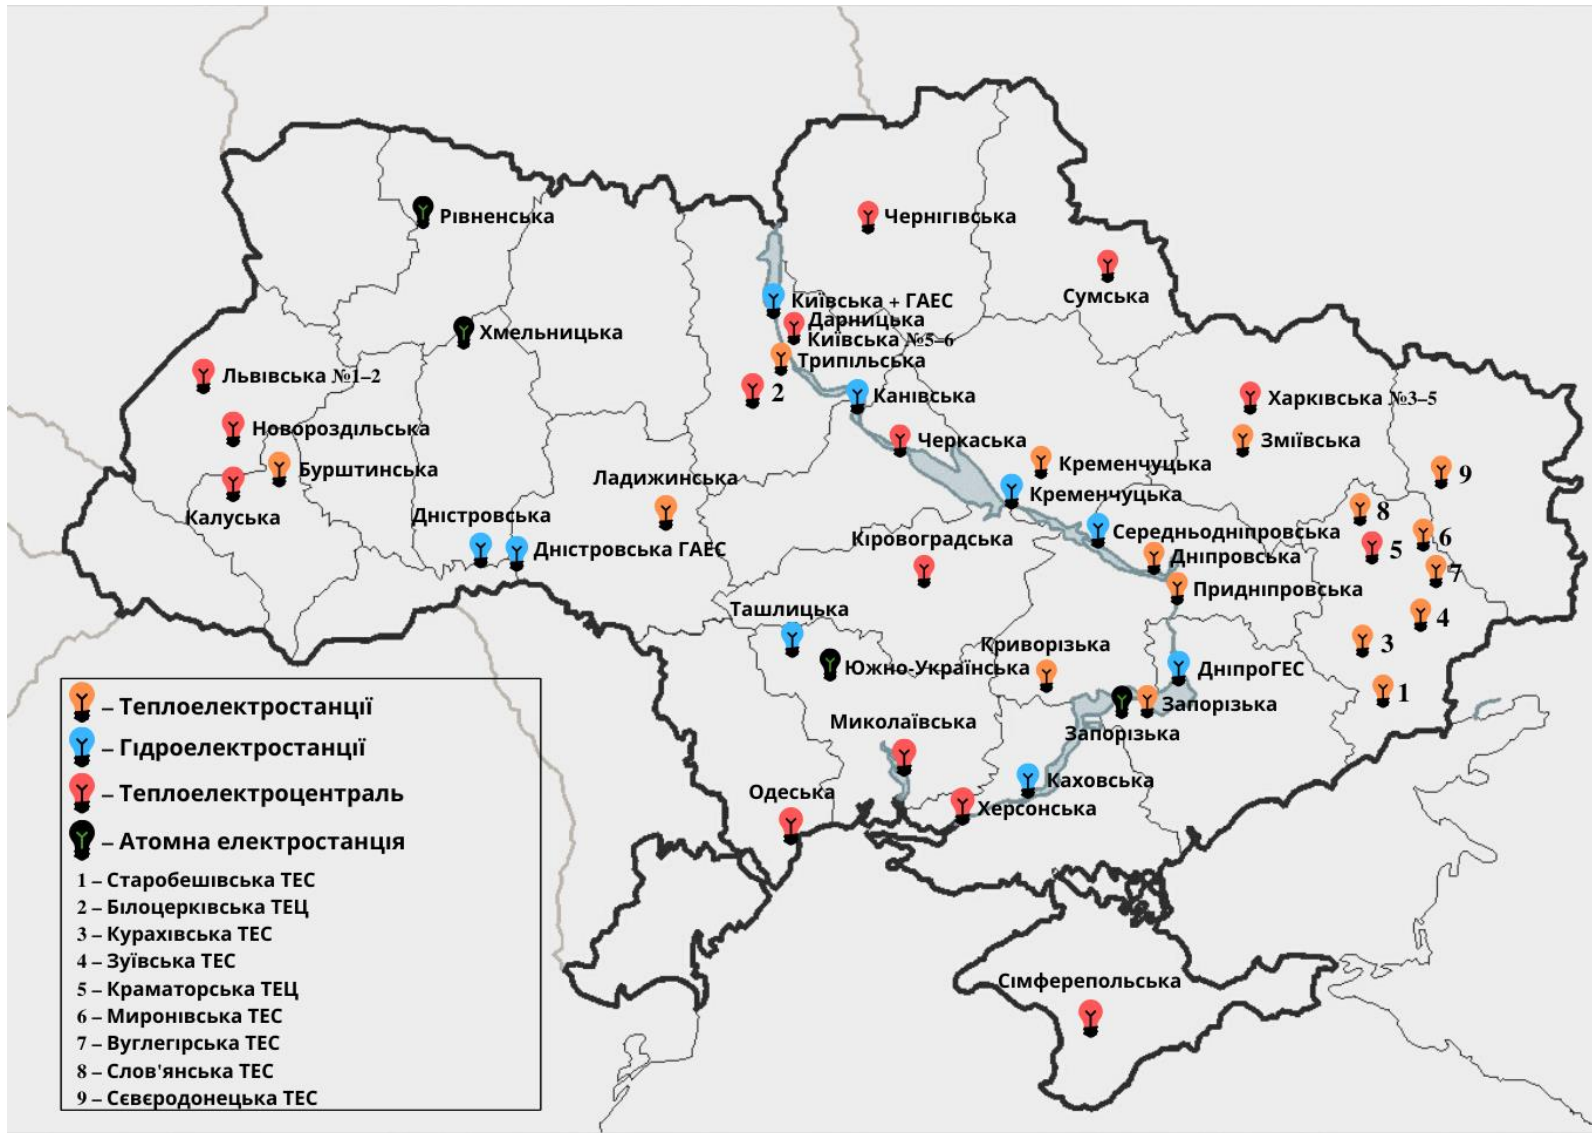 Рівненська
Чернігівська
Сумська
Київська + ГАЕС
Дарницька
Київська №5–6
Трипільська
Хмельницька
Львівська №1–2
2
Канівська
Харківська №3–5
Новороздільська
Черкаська
Зміївська
Бурштинська
Кременчуцька
9
Ладижинська
Кременчуцька
Калуська
Дністровська
8
Середньодніпровська
6
Кіровоградська
Дністровська ГАЕС
5
Дніпровська
7
Придніпровська
Ташлицька
4
Криворізька
3
Южно-Українська
ДніпроГЕС
1
Запорізька
Миколаївська
Запорізька
Каховська
Одеська
Херсонська
Сімферепольська
– Теплоелектростанції
– Гідроелектростанції
– Теплоелектроцентраль
– Атомна електростанція
1 – Старобешівська ТЕС
2 – Білоцерківська ТЕЦ
3 – Курахівська ТЕС
4 – Зуївська ТЕС
5 – Краматорська ТЕЦ
6 – Миронівська ТЕС
7 – Вуглегірська ТЕС
8 – Слов'янська ТЕС
9 – Сєвєродонецька ТЕС